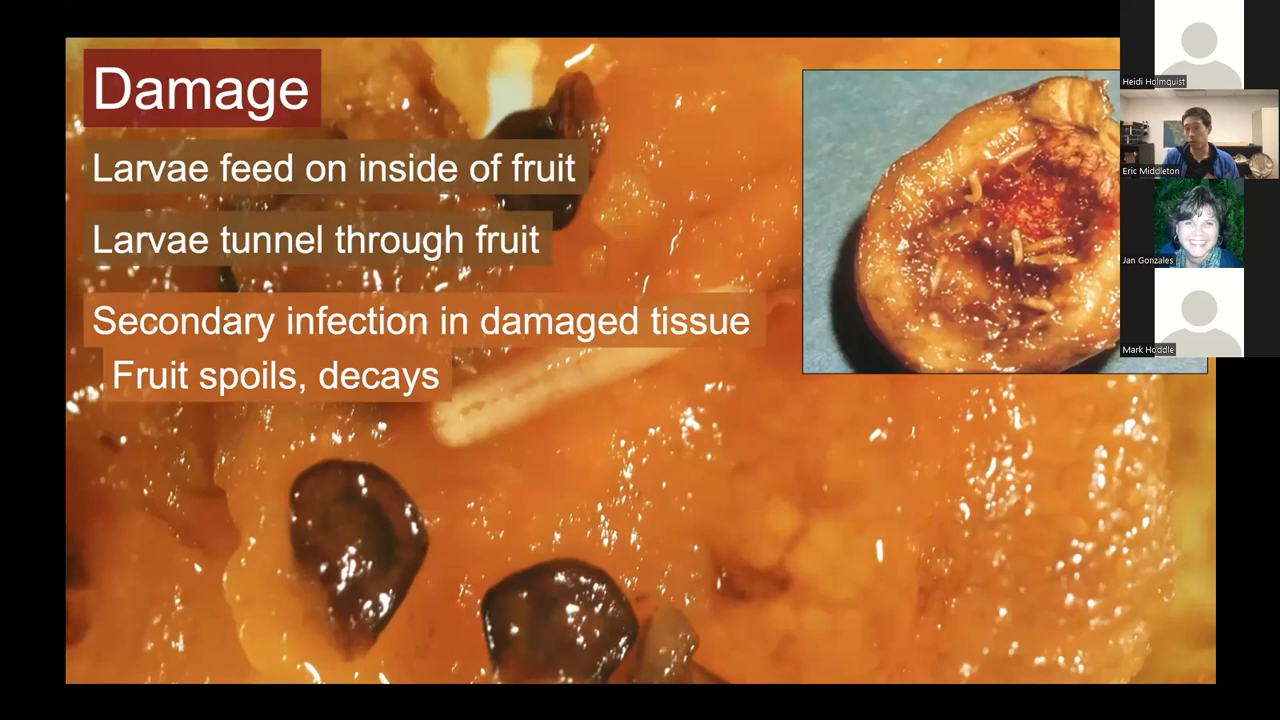 Damage
Larvae feed on inside of fruit
Larvae tunnel through fruit
Secondary infection in damaged tissue
Fruit spoils, decays
Heidi Holmquist
Eric Middleton
Jan Gonzales
Mark Hoddle